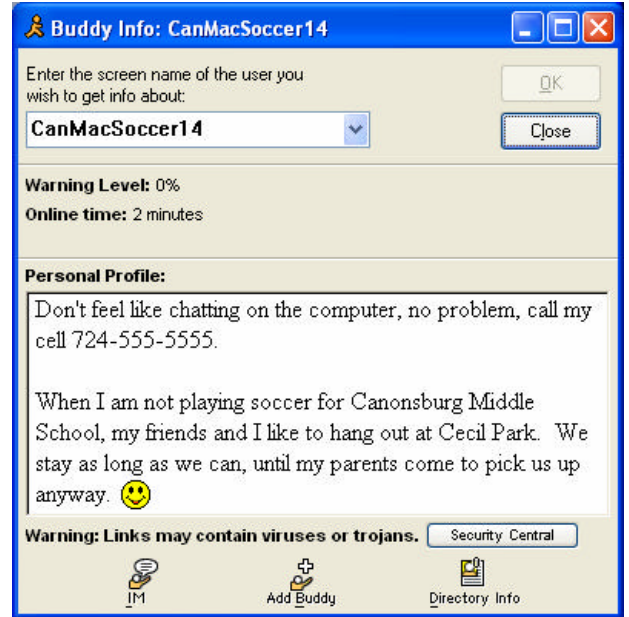 Buddy Info: CanMacSoccer14
Enter the screen name of the user you
wish to get info about:
OK
CanMacSoccer14
Close
Warning Level: 0%
Online time: 2 minutes
Personal Profile:
Don't feel like chatting on the computer, no problem, call my
cell 724-555-5555.
When I am not playing soccer for Canonsburg Middle
School, my friends and I like to hang out at Cecil Park. We
stay as long as we can, until my parents come to pick us up
anyway.
Warning: Links may contain viruses or trojans. Security Central
IM Add Buddy Directory Info